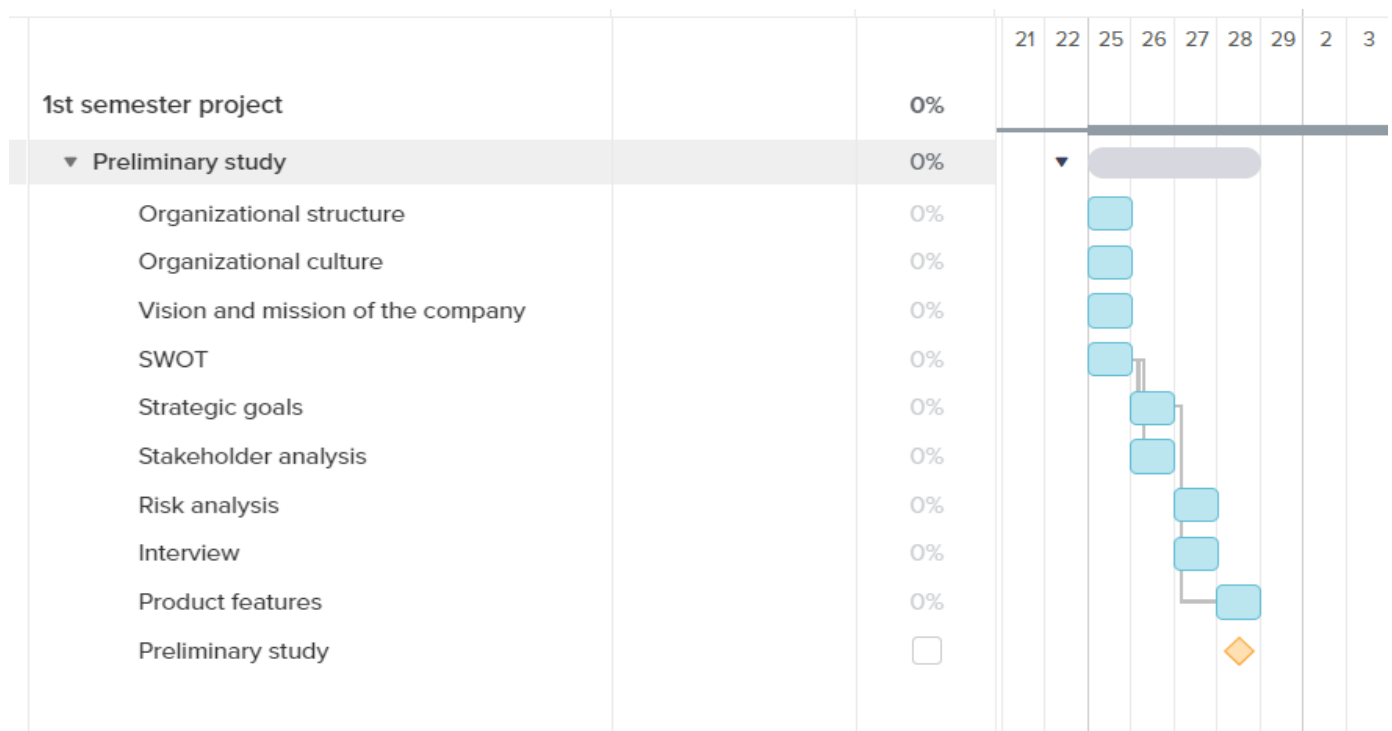 21 22 25 26 27 28 29 2 3
1st semester project 0%
Preliminary study 0%
Organizational structure 0%
Organizational culture 0%
Vision and mission of the company 0%
SWOT 0%
Strategic goals 0%
Stakeholder analysis 0%
Risk analysis 0%
Interview 0%
Product features 0%
Preliminary study